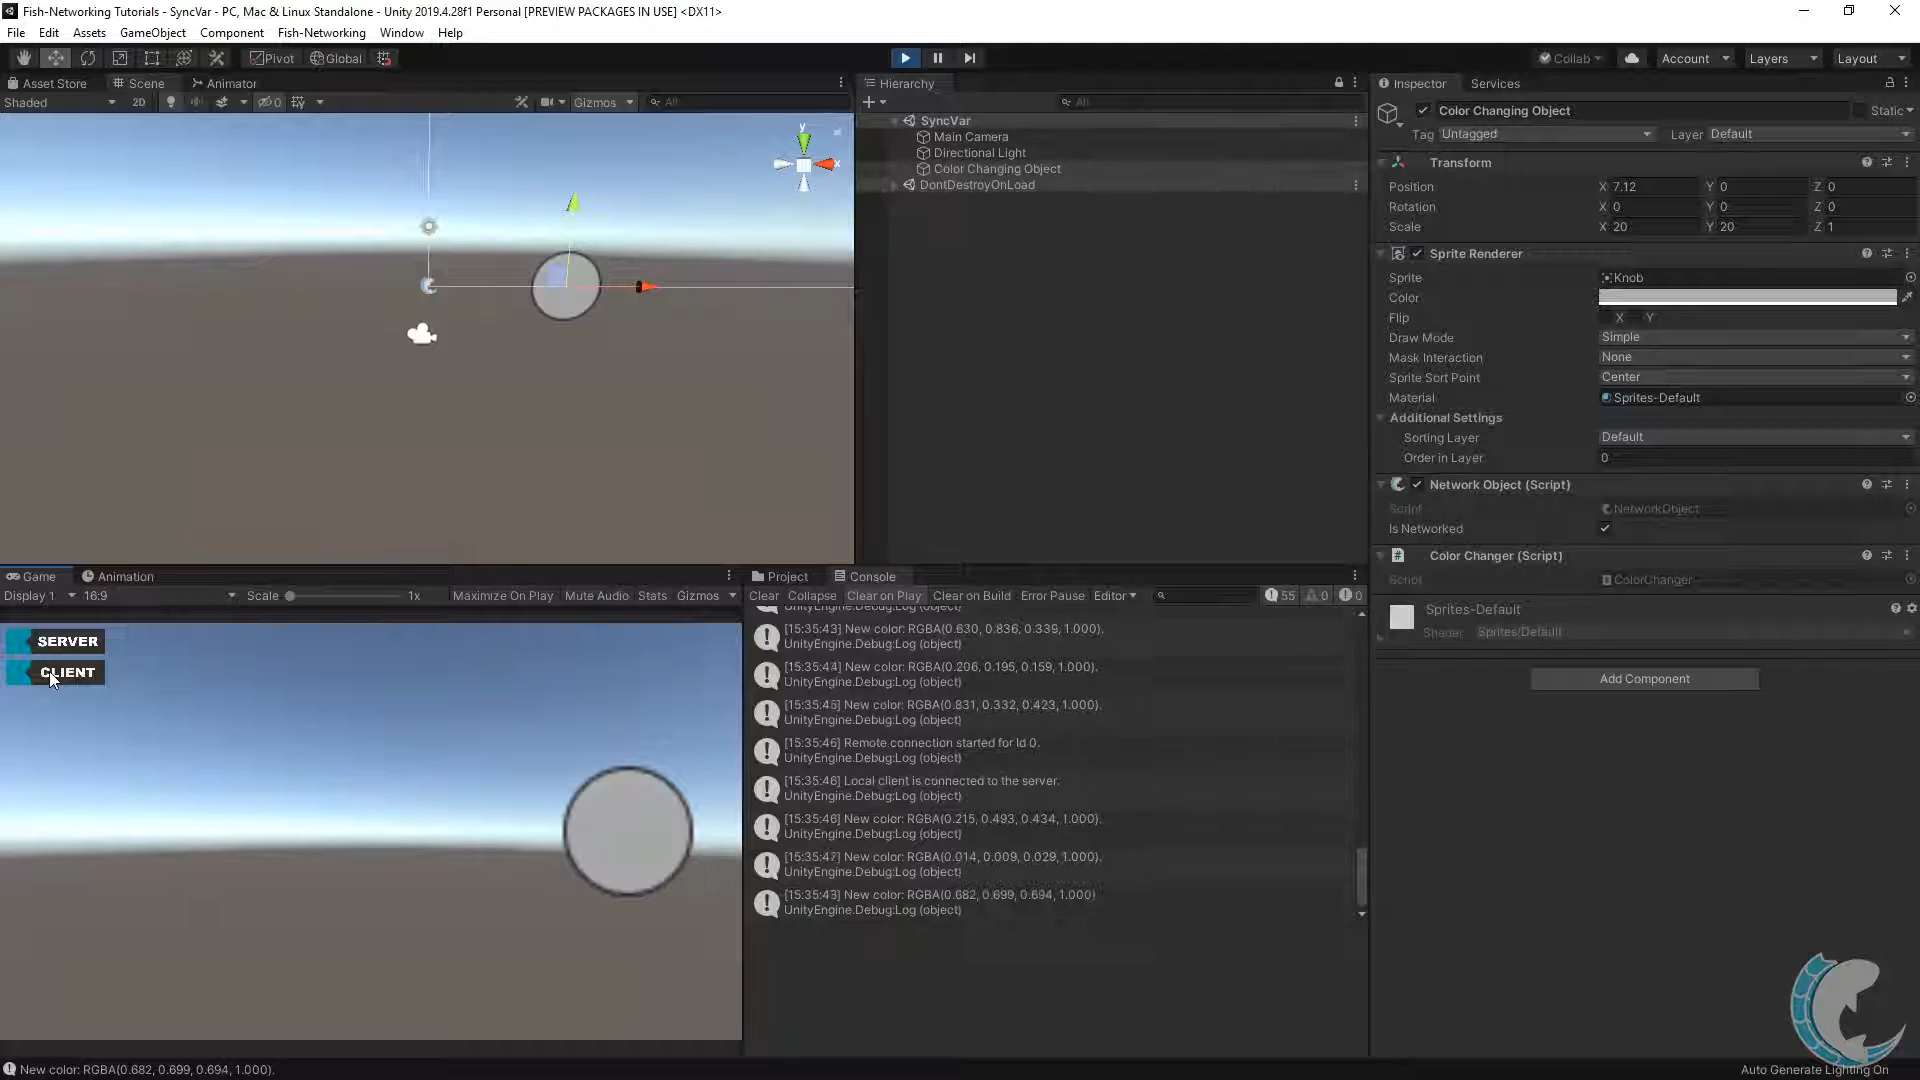 Fish-Networking Tutorials - SyncVar - PC, Mac & Linux Standalone - Unity 2019.4.28f1 Personal [PREVIEW PACKAGES IN USE] <DX11>
File Edit Assets GameObject Component Fish-Networking Window Help
Pivot Global Collab Account Layers Layout
Asset Store Scene Animator
Shaded 2D 0 Gizmos All
Y
X
Hierarchy
All
SyncVar
Main Camera
Directional Light
Color Changing Object
DontDestroyOnLoad
Inspector Services
Color Changing Object Static
Tag Untagged Layer Default
Transform
Position X 7.12 Y 0 Z 0
Rotation X 0 Y 0 Z 0
Scale X 20 Y 20 Z 1
Sprite Renderer
Sprite Knob
Color
Flip X Y
Draw Mode Simple
Mask Interaction None
Sprite Sort Point Center
Material Sprites-Default
Additional Settings
Sorting Layer Default
Order in Layer 0
Network Object (Script)
Script NetworkObject
Is Networked
Color Changer (Script)
Script ColorChanger
Sprites-Default
Shader Sprites/Default
Add Component
Game Animation
Display 1 16:9 Scale 1x Maximize On Play Mute Audio Stats Gizmos
SERVER
CLIENT
Project Console
Clear Collapse Clear on Play Clear on Build Error Pause Editor 55 0 0
UnityEngine.Debug:Log (object)
[15:35:43] New color: RGBA(0.630, 0.836, 0.339, 1.000).
UnityEngine.Debug:Log (object)
[15:35:44] New color: RGBA(0.206, 0.195, 0.159, 1.000).
UnityEngine.Debug:Log (object)
[15:35:45] New color: RGBA(0.831, 0.332, 0.423, 1.000).
UnityEngine.Debug:Log (object)
[15:35:46] Remote connection started for Id 0.
UnityEngine.Debug:Log (object)
[15:35:46] Local client is connected to the server.
UnityEngine.Debug:Log (object)
[15:35:46] New color: RGBA(0.215, 0.493, 0.434, 1.000).
UnityEngine.Debug:Log (object)
[15:35:47] New color: RGBA(0.014, 0.009, 0.029, 1.000).
UnityEngine.Debug:Log (object)
New color: RGBA(0.682, 0.699, 0.694, 1.000)
UnityEngine.Debug:Log (object)
New color: RGBA(0.682, 0.699, 0.694, 1.000).
Auto Generate Lighting On